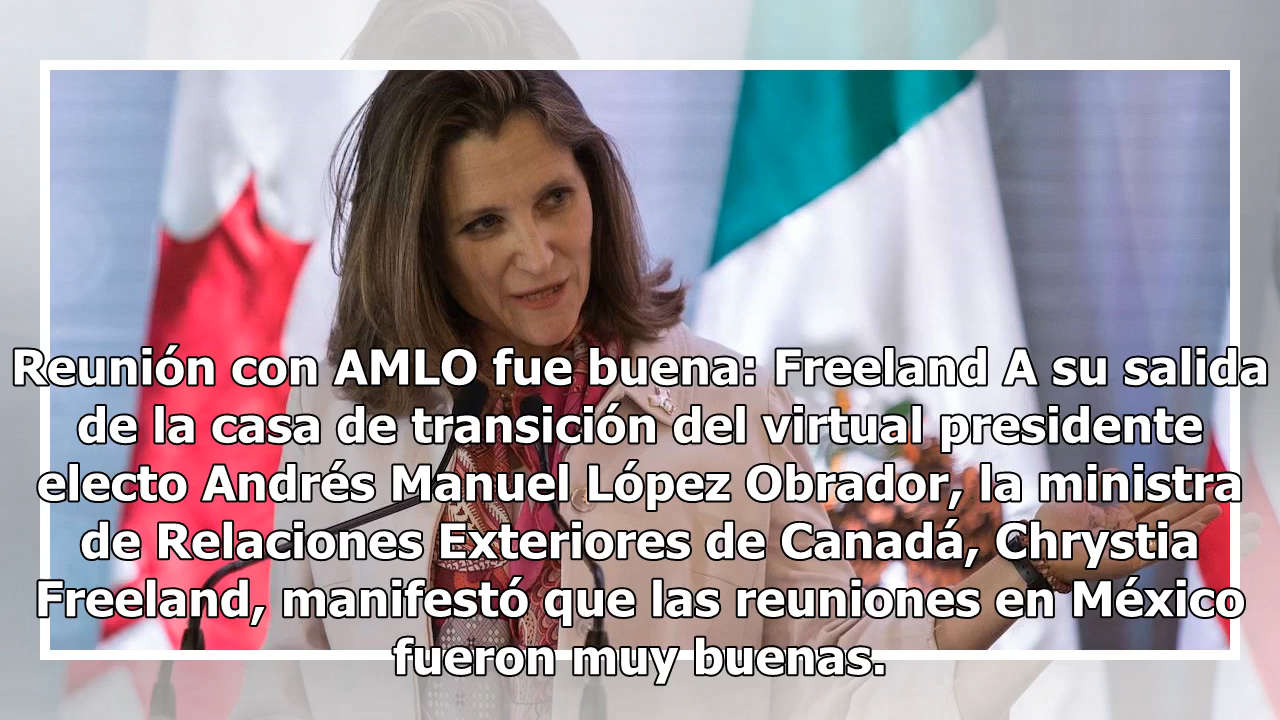 Reunión con AMLO fue buena: Freeland A su salida
de la casa de transición del virtual presidente
electo Andrés Manuel López Obrador, la ministra
de Relaciones Exteriores de Canadá, Chrystia
Freeland, manifestó que las reuniones en México
fueron muy buenas.